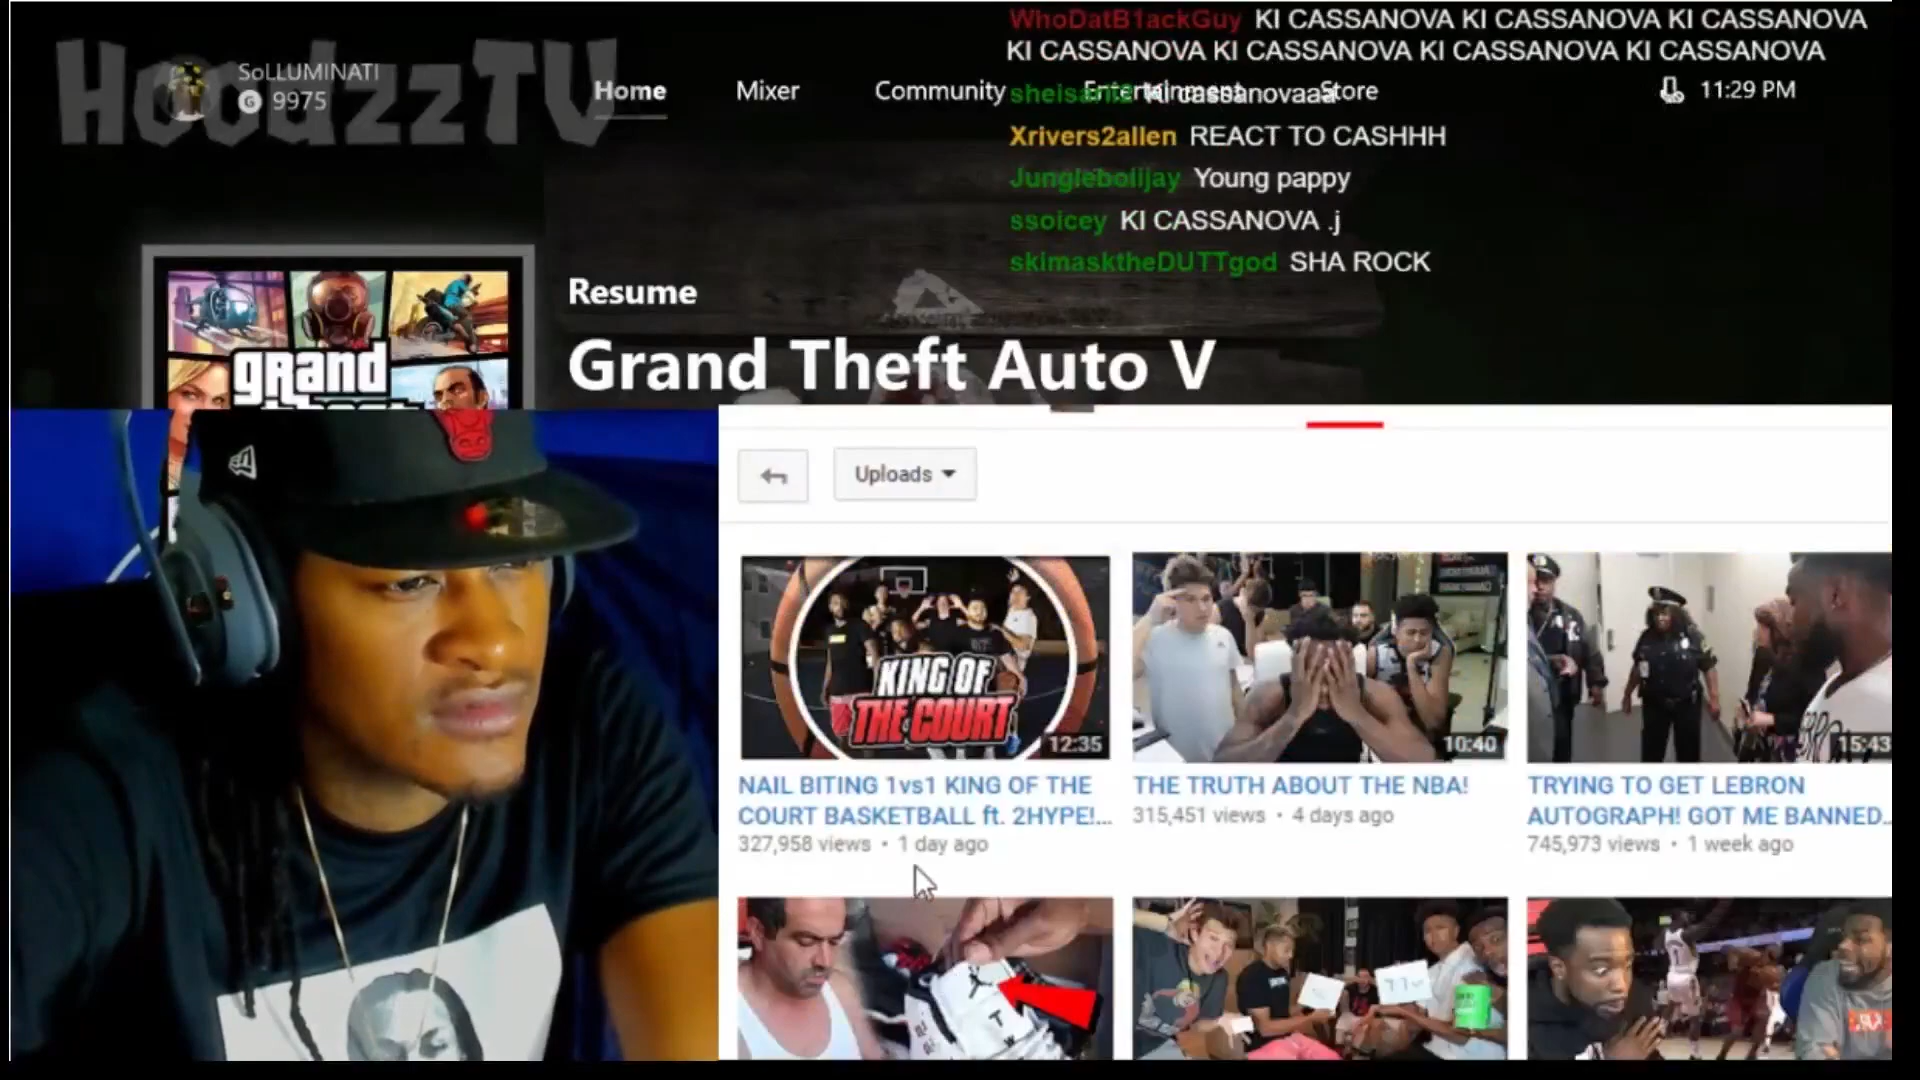 HoodzzTV
SoLLUMINATI
G 9975
Home
Mixer
Community
Entertainment
Store
11:29 PM
WhoDatB1ackGuy KI CASSANOVA KI CASSANOVA KI CASSANOVA
KI CASSANOVA KI CASSANOVA KI CASSANOVA KI CASSANOVA
Ki cassanovaaa
Xrivers2allen REACT TO CASHHH
Junglebolijay Young pappy
ssoicey KI CASSANOVA .j
skimasktheDUTTgod SHA ROCK
Resume
Grand Theft Auto V
grand
Uploads
KING OF
THE COURT
12:35
10:40
15:43
NAIL BITING 1vs1 KING OF THE
COURT BASKETBALL ft. 2HYPE!...
327,958 views • 1 day ago
THE TRUTH ABOUT THE NBA!
315,451 views • 4 days ago
TRYING TO GET LEBRON
AUTOGRAPH! GOT ME BANNED..
745,973 views • 1 week ago